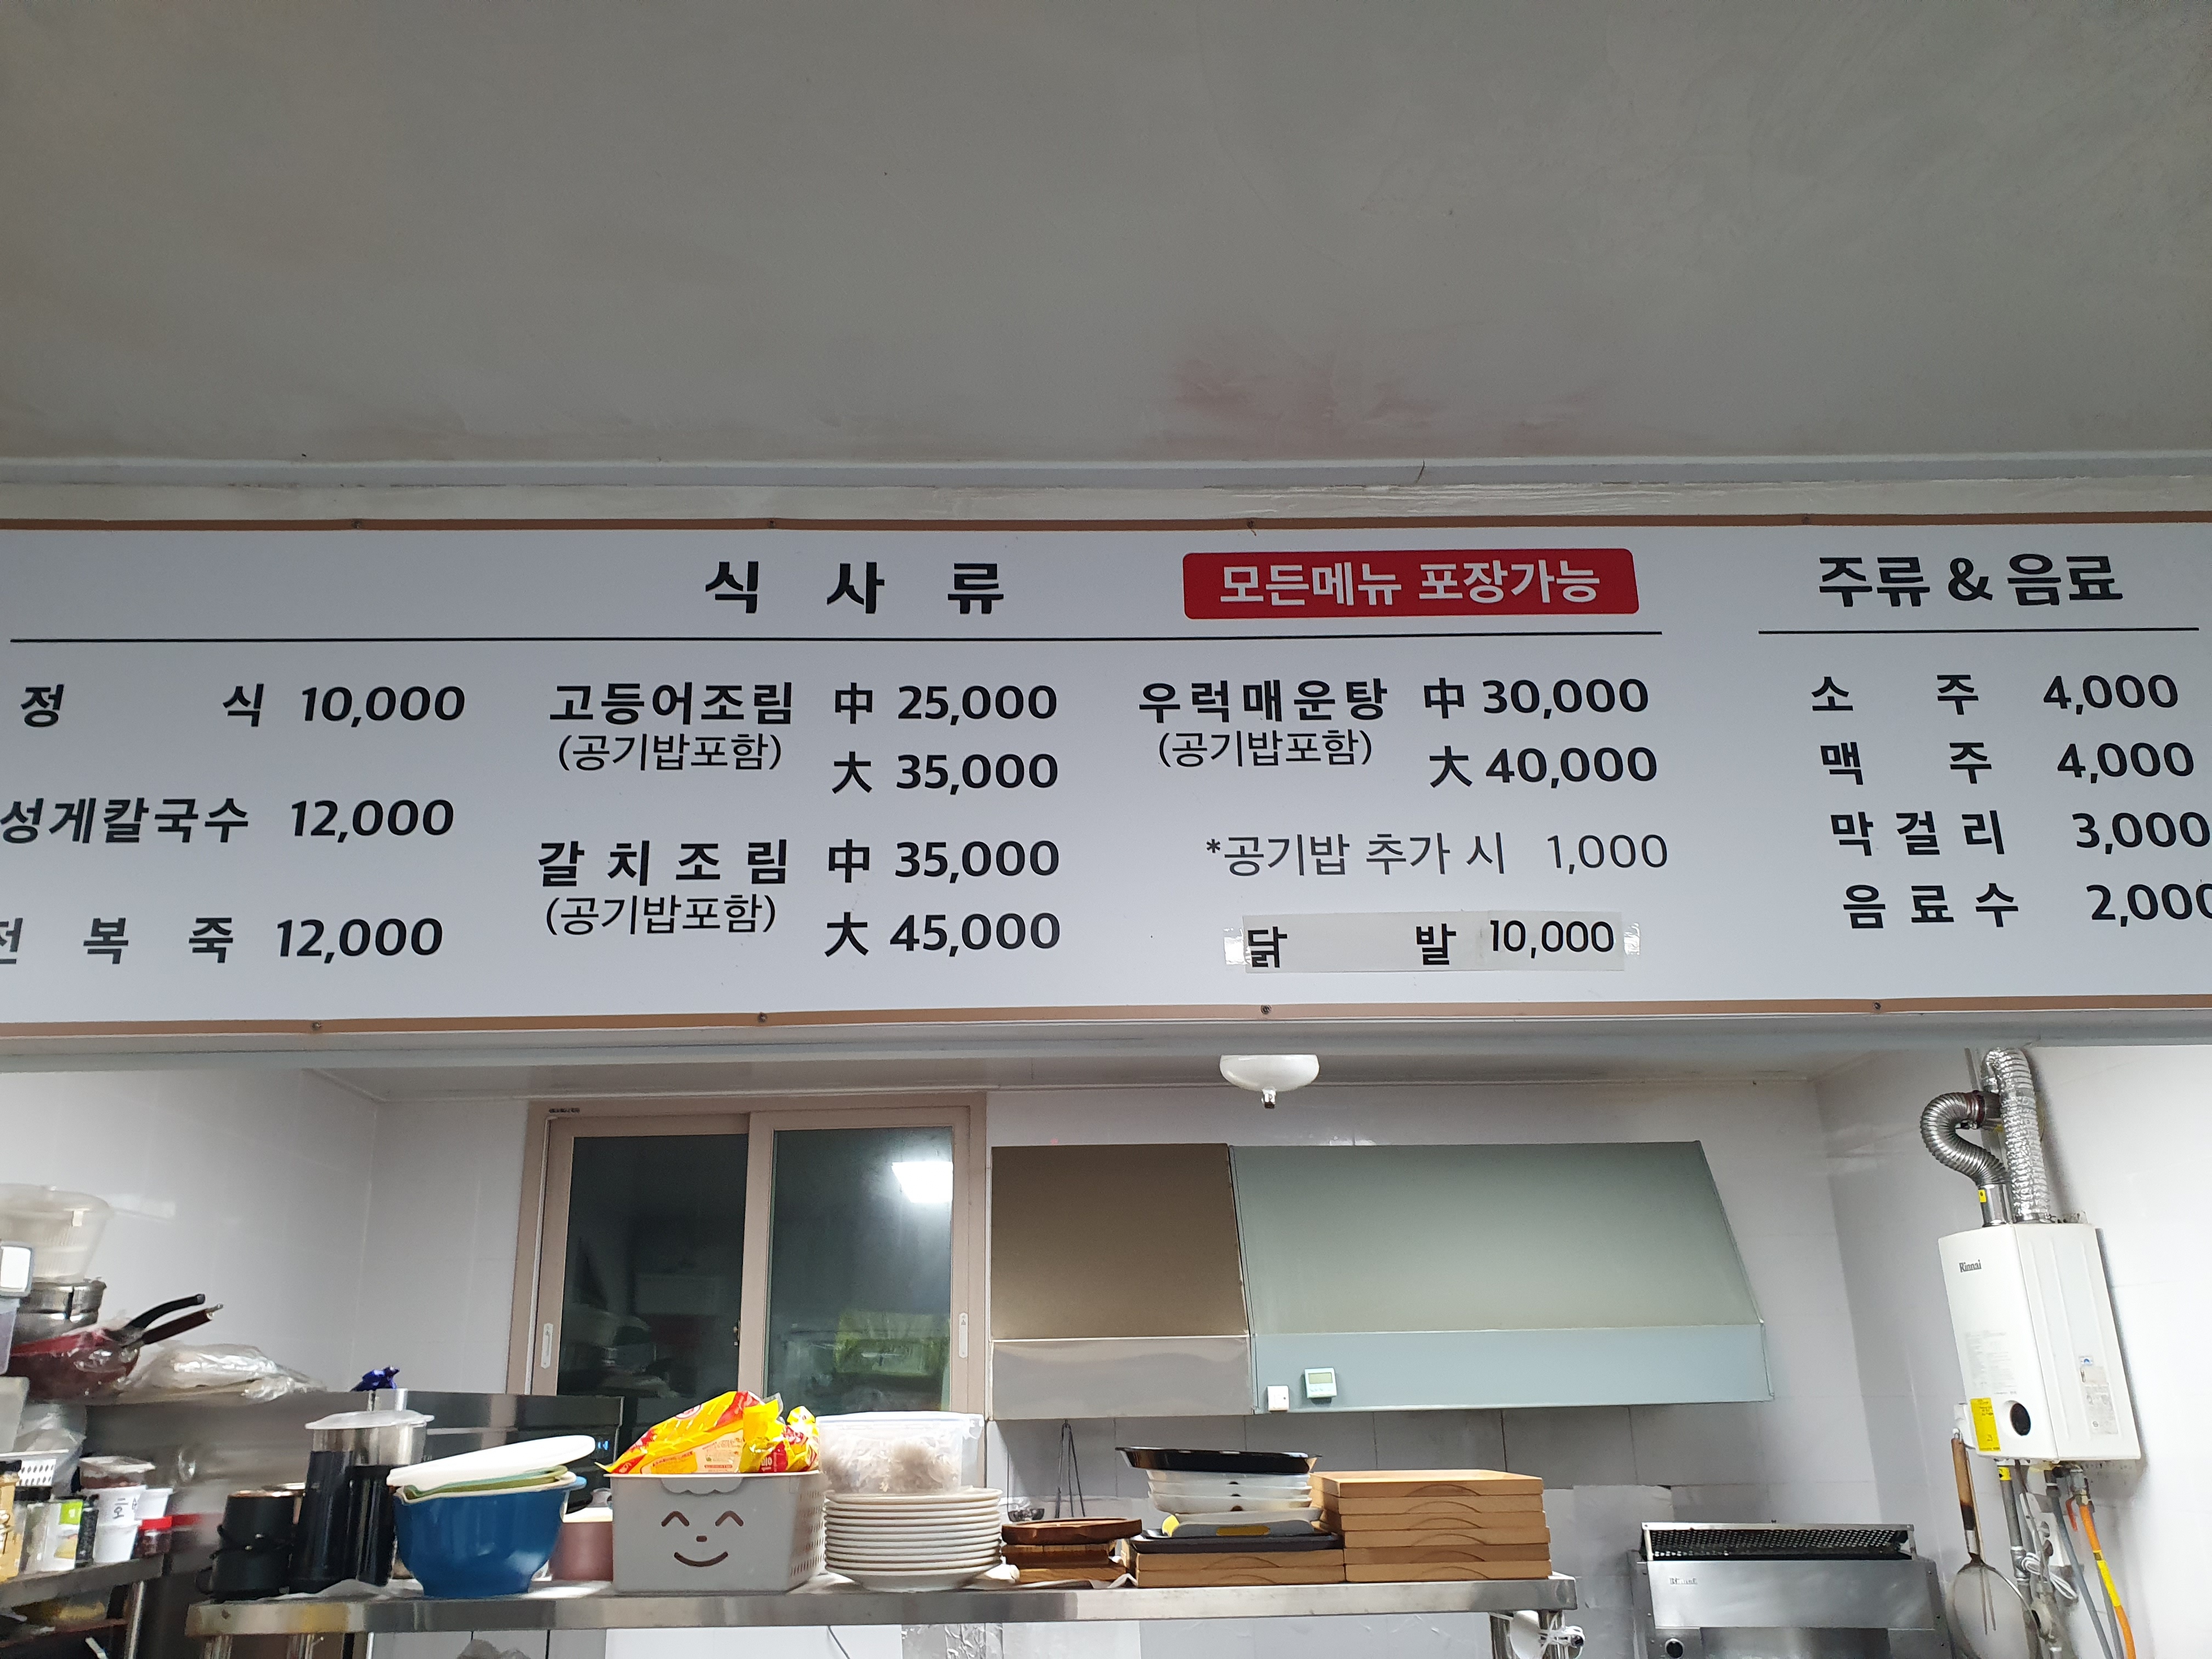 식 사 류
모든메뉴 포장가능
정 식 10,000
성게칼국수 12,000
전 복 죽 12,000
고등어조림 中 25,000
(공기밥포함)
大 35,000
갈 치 조 림 中 35,000
(공기밥포함)
大 45,000
우럭매운탕 中 30,000
(공기밥포함)
大 40,000
*공기밥 추가 시 1,000
닭 발 10,000
주류 & 음료
소 주 4,000
맥 주 4,000
막 걸 리 3,000
음 료 수 2,000
Rinnai